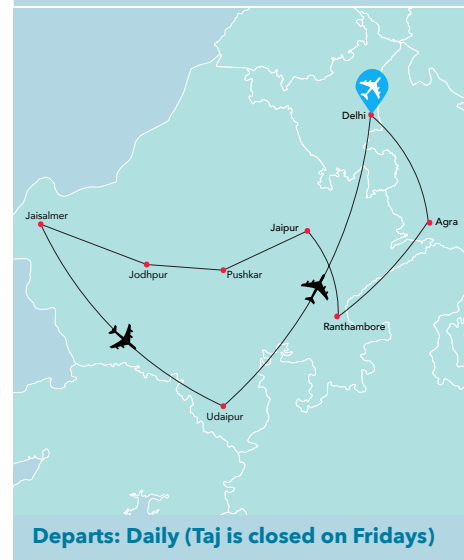 Delhi
Jaisalmer
Jaipur
Agra
Jodhpur
Pushkar
Ranthambore
Udaipur
Departs: Daily (Taj is closed on Fridays)